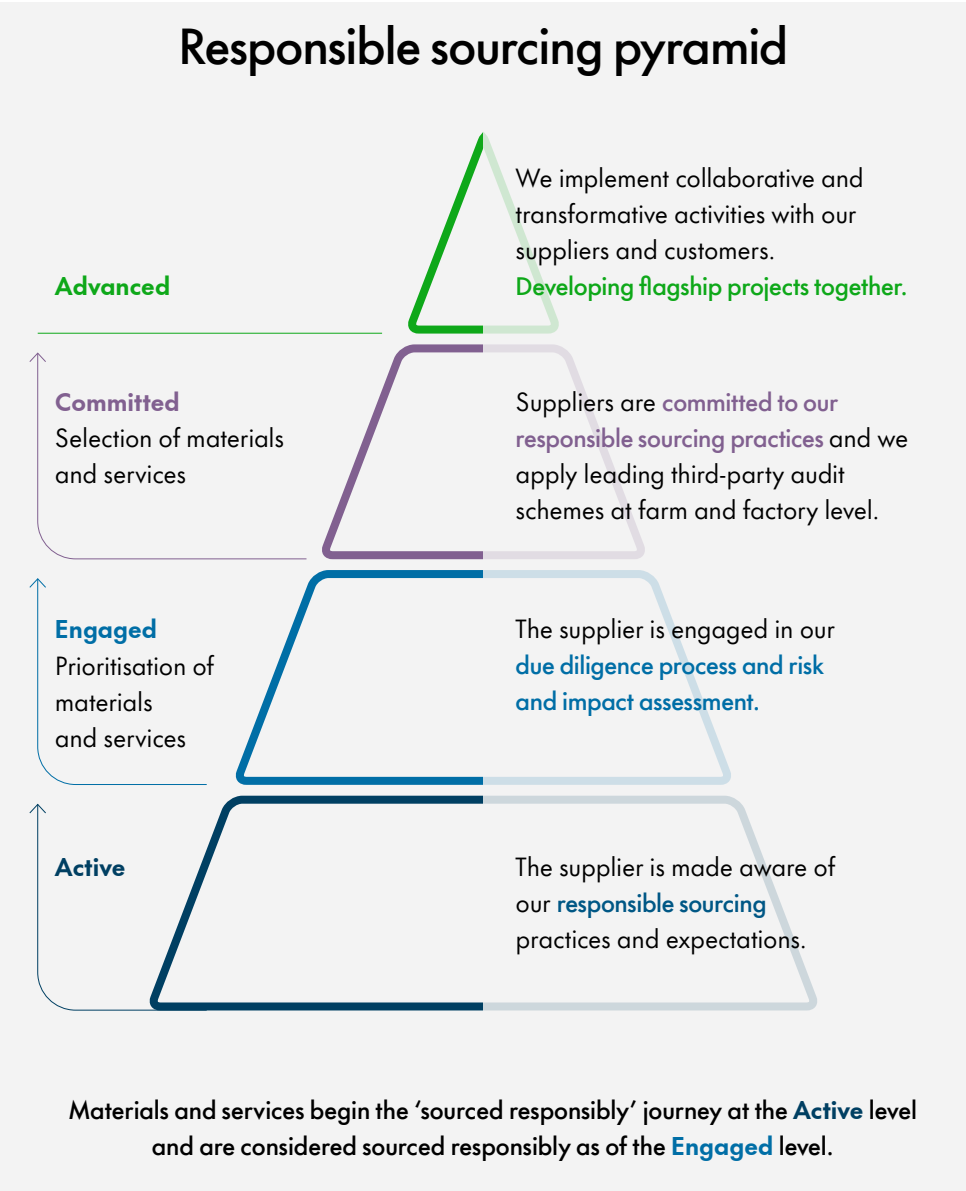 Responsible sourcing pyramid
We implement collaborative and
transformative activities with our
suppliers and customers.
Advanced
Developing flagship projects together.
Committed
Selection of materials
and services
Suppliers are committed to our
responsible sourcing practices and we
apply leading third-party audit
schemes at farm and factory level.
Engaged
Prioritisation of
materials
and services
The supplier is engaged in our
due diligence process and risk
and impact assessment.
Active
The supplier is made aware of
our responsible sourcing
practices and expectations.
Materials and services begin the ‘sourced responsibly’ journey at the Active level
and are considered sourced responsibly as of the Engaged level.